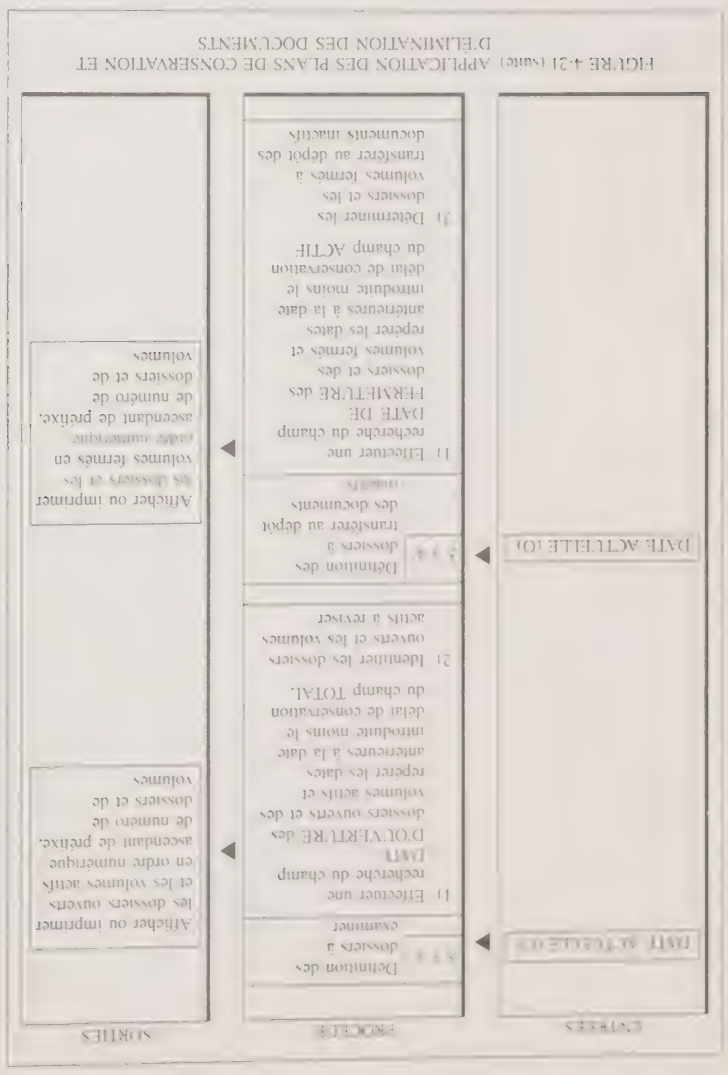 ENTRÉES
PROCÉDÉ
SORTIES
DATE ACTUELLE (O)
Définition des
dossiers à
examiner
1) Effectuer une
recherche du champ
DATE
D'OUVERTURE des
dossiers ouverts et des
volumes actifs et
repérer les dates
antérieures à la date
introduite moins le
délai de conservation
du champ TOTAL.
2) Identifier les dossiers
ouverts et les volumes
actifs à reviser
Afficher ou imprimer
les dossiers ouverts
et les volumes actifs
en ordre numérique
ascendant de préfixe,
de numéro de
dossiers et de
volumes
DATE ACTUELLE (O)
Définition des
dossiers à
transférer au dépôt
des documents
inactifs
1) Effectuer une
recherche du champ
DATE DE
FERMETURE des
dossiers et des
volumes fermés et
repérer les dates
antérieures à la date
introduite moins le
délai de conservation
du champ ACTIF.
2) Déterminer les
dossiers et les
volumes fermés à
transférer au dépôt des
documents inactifs
Afficher ou imprimer
les dossiers et les
volumes fermés en
ordre numérique
ascendant de préfixe,
de numéro de
dossiers et de
volumes
FIGURE 4-21 (suite) APPLICATION DES PLANS DE CONSERVATION ET
D'ÉLIMINATION DES DOCUMENTS